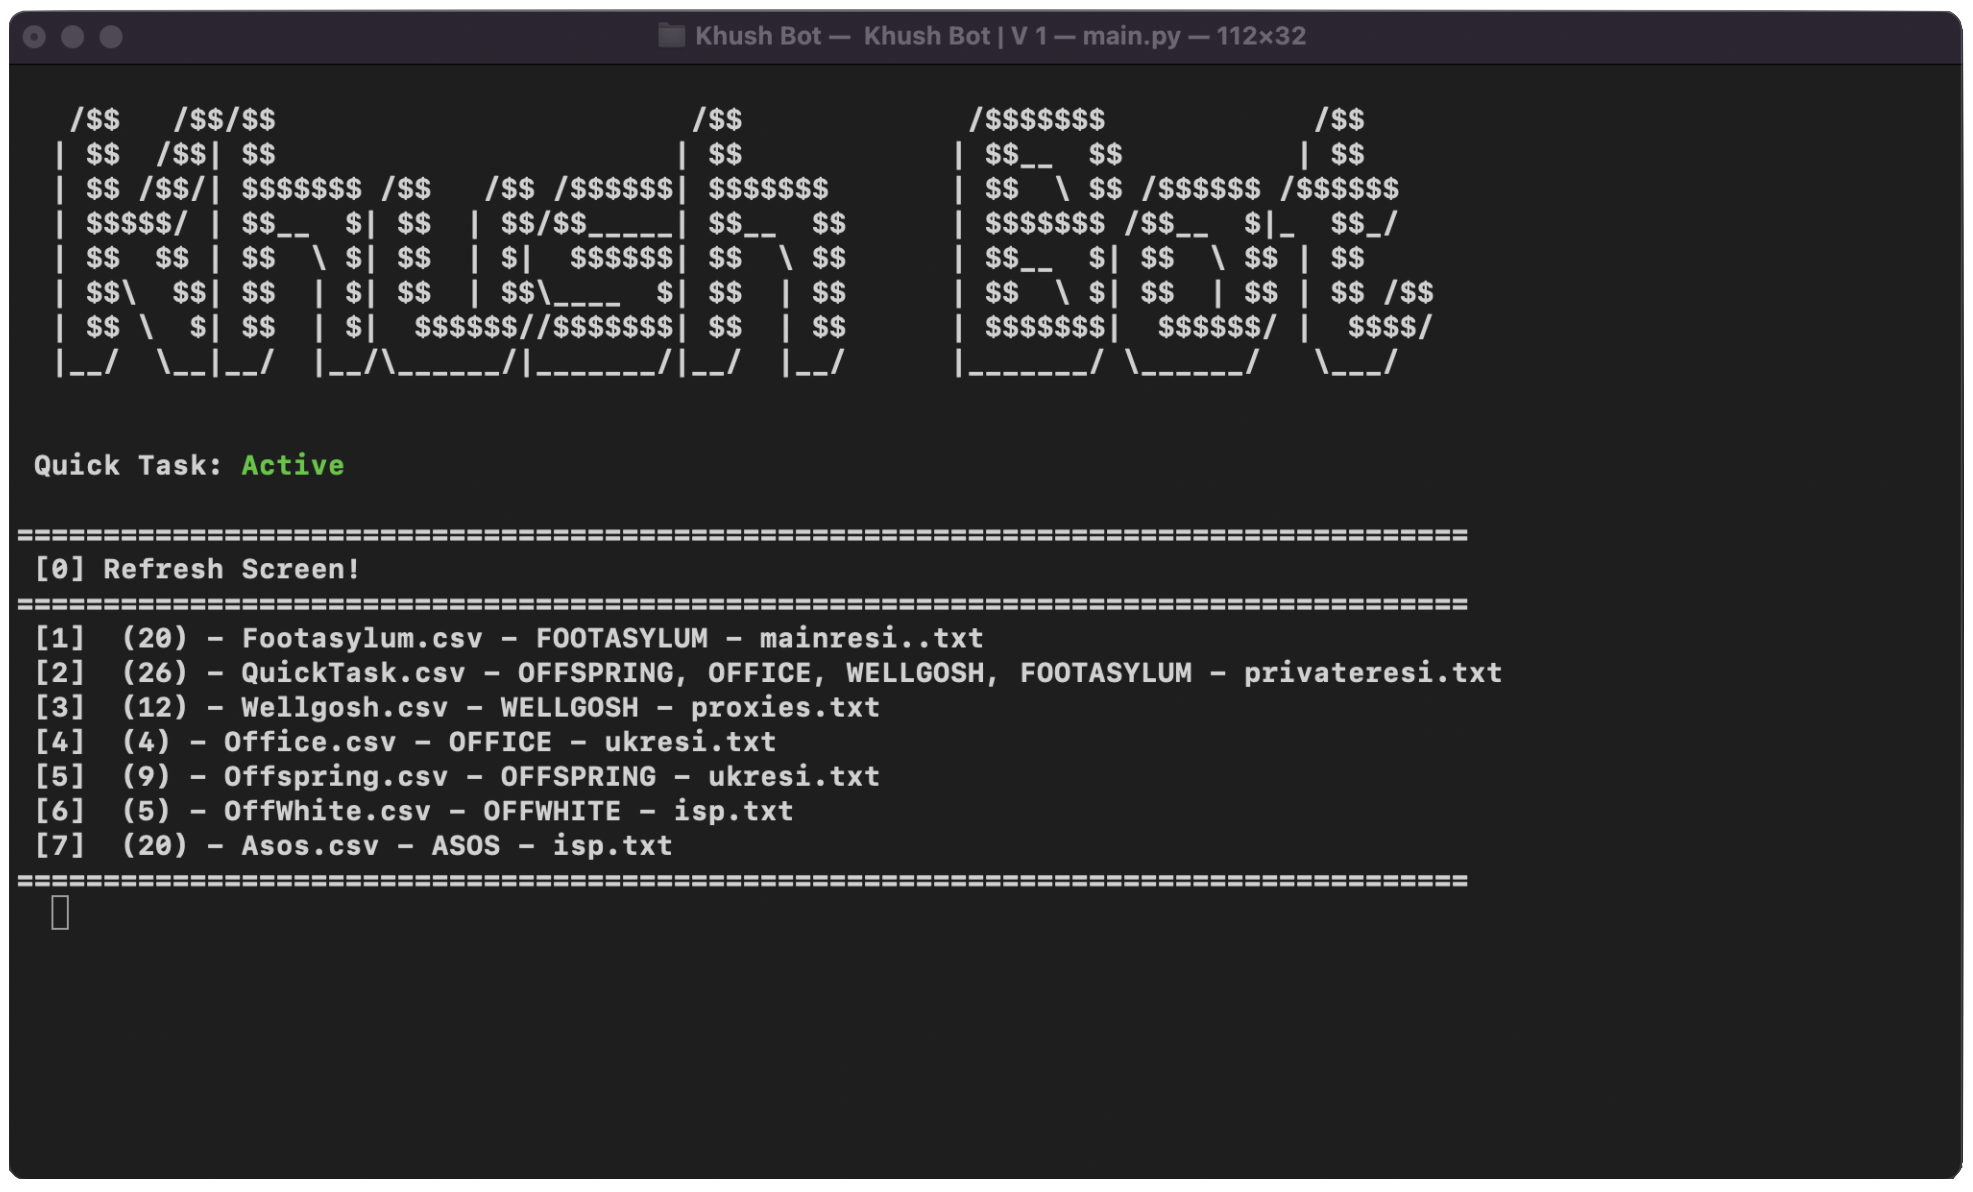 Khush Bot — Khush Bot | V 1 — main.py — 112×32
   /$$   /$$/$$                        /$$             /$$$$$$$            /$$
  | $$  /$$| $$                       | $$            | $$__  $$          | $$
  | $$ /$$/| $$$$$$$ /$$   /$$ /$$$$$$| $$$$$$$       | $$  \ $$ /$$$$$$ /$$$$$$
  | $$$$$/ | $$__  $| $$  | $$/$$_____| $$__  $$      | $$$$$$$ /$$__  $|_  $$_/
  | $$  $$ | $$  \ $| $$  | $|  $$$$$$| $$  \ $$      | $$__  $| $$  \ $$ | $$
  | $$\  $$| $$  | $| $$  | $$\____  $| $$  | $$      | $$  \ $| $$  | $$ | $$ /$$
  | $$ \  $| $$  | $|  $$$$$$//$$$$$$$| $$  | $$      | $$$$$$$|  $$$$$$/ |  $$$$/
  |__/  \__|__/  |__/\______/|_______/|__/  |__/      |_______/ \______/   \___/
Quick Task: Active
====================================================================================
[0] Refresh Screen!
====================================================================================
[1]  (20) - Footasylum.csv - FOOTASYLUM - mainresi..txt
[2]  (26) - QuickTask.csv - OFFSPRING, OFFICE, WELLGOSH, FOOTASYLUM - privateresi.txt
[3]  (12) - Wellgosh.csv - WELLGOSH - proxies.txt
[4]  (4) - Office.csv - OFFICE - ukresi.txt
[5]  (9) - Offspring.csv - OFFSPRING - ukresi.txt
[6]  (5) - OffWhite.csv - OFFWHITE - isp.txt
[7]  (20) - Asos.csv - ASOS - isp.txt
====================================================================================